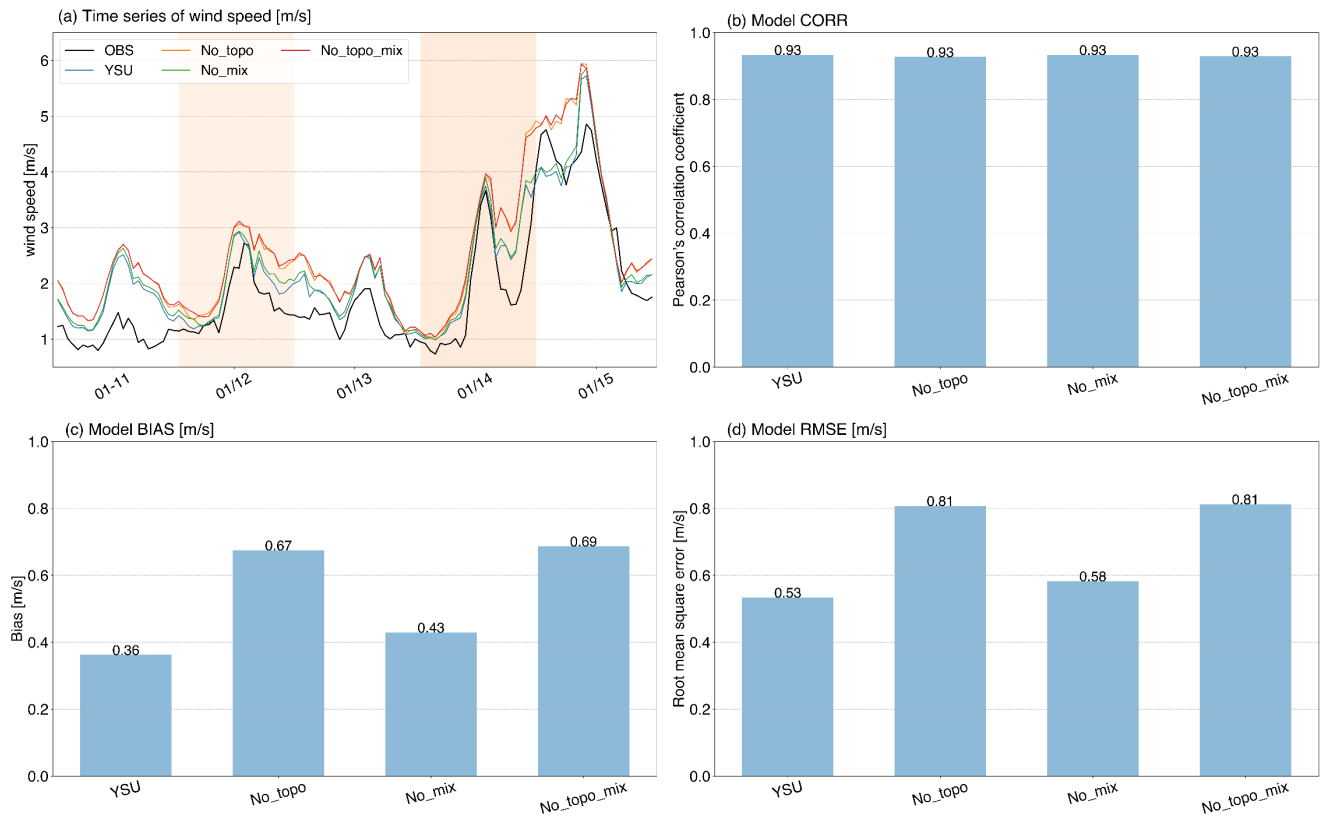 (a) Time series of wind speed [m/s]
OBS
YSU
No_topo
No_mix
No_topo_mix
wind speed [m/s]
6
5
4
3
2
1
01-11
01/12
01/13
01/14
01/15
(b) Model CORR
Pearson's correlation coefficient
1.0
0.8
0.6
0.4
0.2
0.0
0.93
0.93
0.93
0.93
YSU
No_topo
No_mix
No_topo_mix
(c) Model BIAS [m/s]
Bias [m/s]
1.0
0.8
0.6
0.4
0.2
0.0
0.36
0.67
0.43
0.69
YSU
No_topo
No_mix
No_topo_mix
(d) Model RMSE [m/s]
Root mean square error [m/s]
1.0
0.8
0.6
0.4
0.2
0.0
0.53
0.81
0.58
0.81
YSU
No_topo
No_mix
No_topo_mix